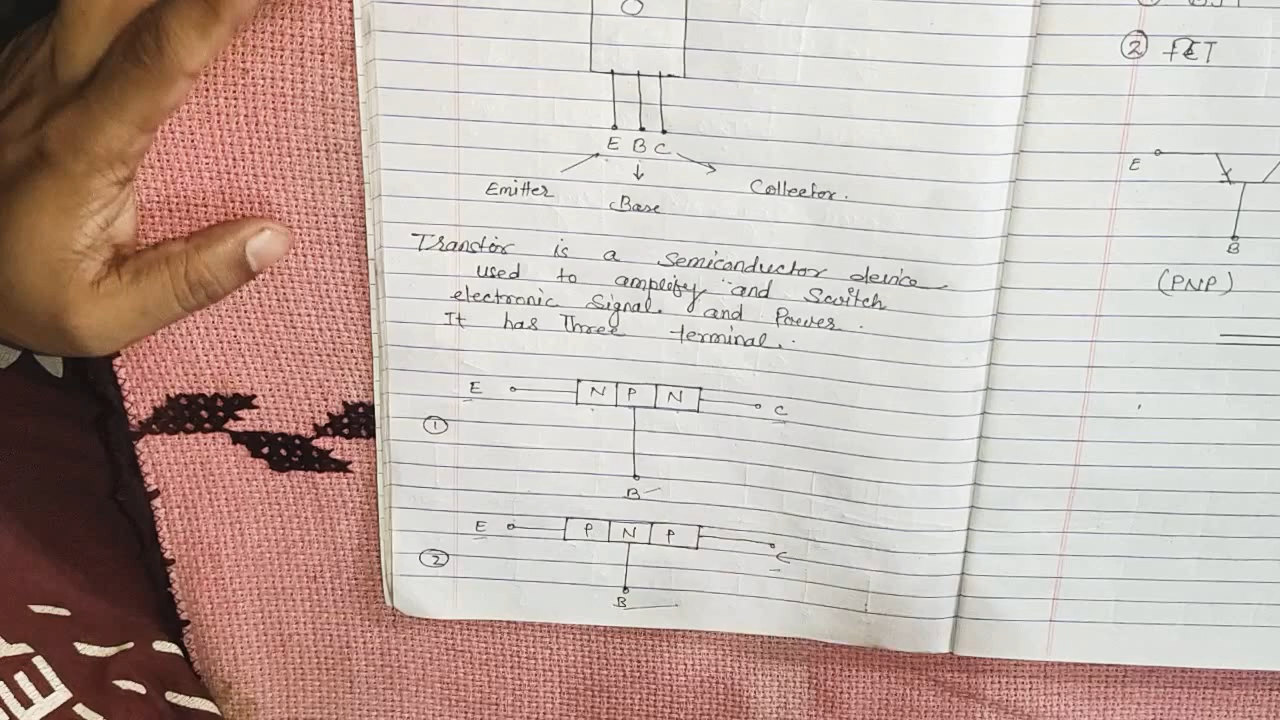 E B C
Emitter
Base
Collector.
Transtor is a semiconductor device
used to amplify and Switch
electronic Signal. and Power.
It has Three terminal.
E N P N C
①
B
E P N P C
②
B
② FET
E
B
(PNP)